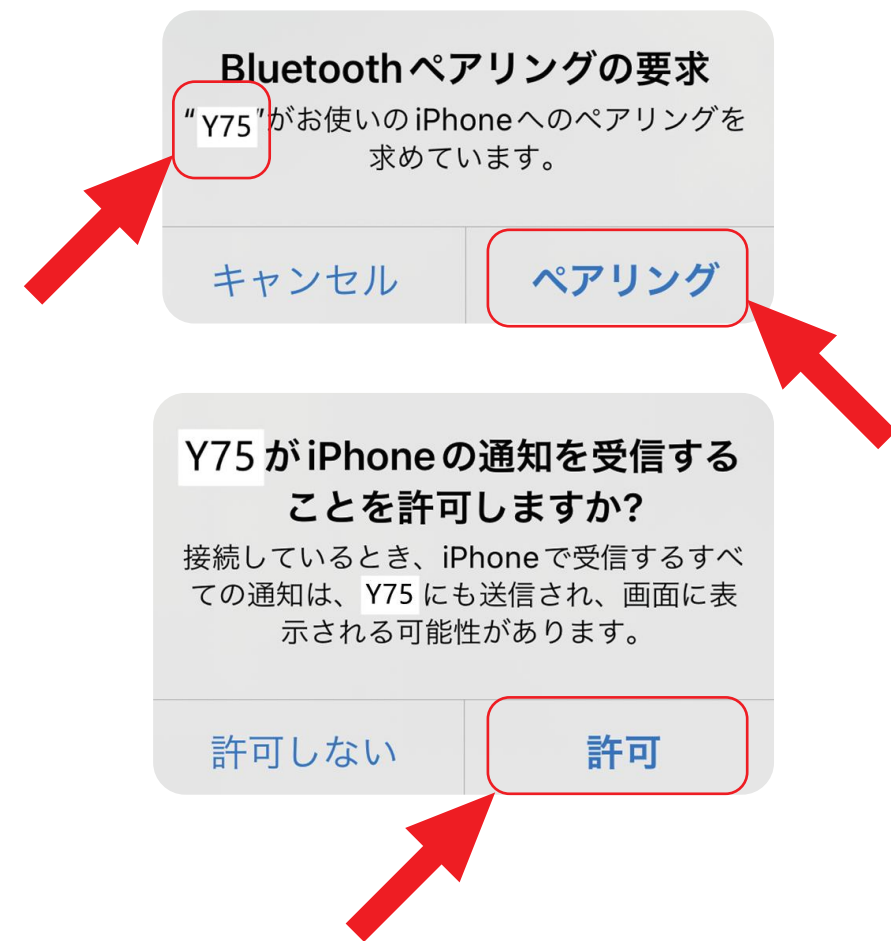 Bluetoothペアリングの要求
“Y75”がお使いのiPhoneへのペアリングを
求めています。
キャンセル
ペアリング
Y75がiPhoneの通知を受信する
ことを許可しますか?
接続しているとき、iPhoneで受信するすべ
ての通知は、Y75にも送信され、画面に表
示される可能性があります。
許可しない
許可